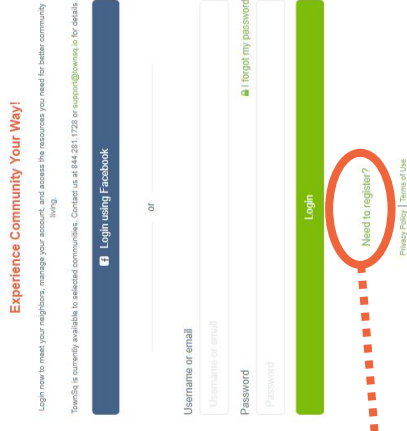 Experience Community Your Way!
Login now to meet your neighbors, manage your account, and access the resources you need for better community
living.
TownSq is currently available to selected communities. Contact us at 844.281.1728 or support@townsq.io for details.
Login using Facebook
or
Username or email
Username or email
Password
I forgot my password
Password
Login
Need to register?
Privacy Policy | Terms of Use